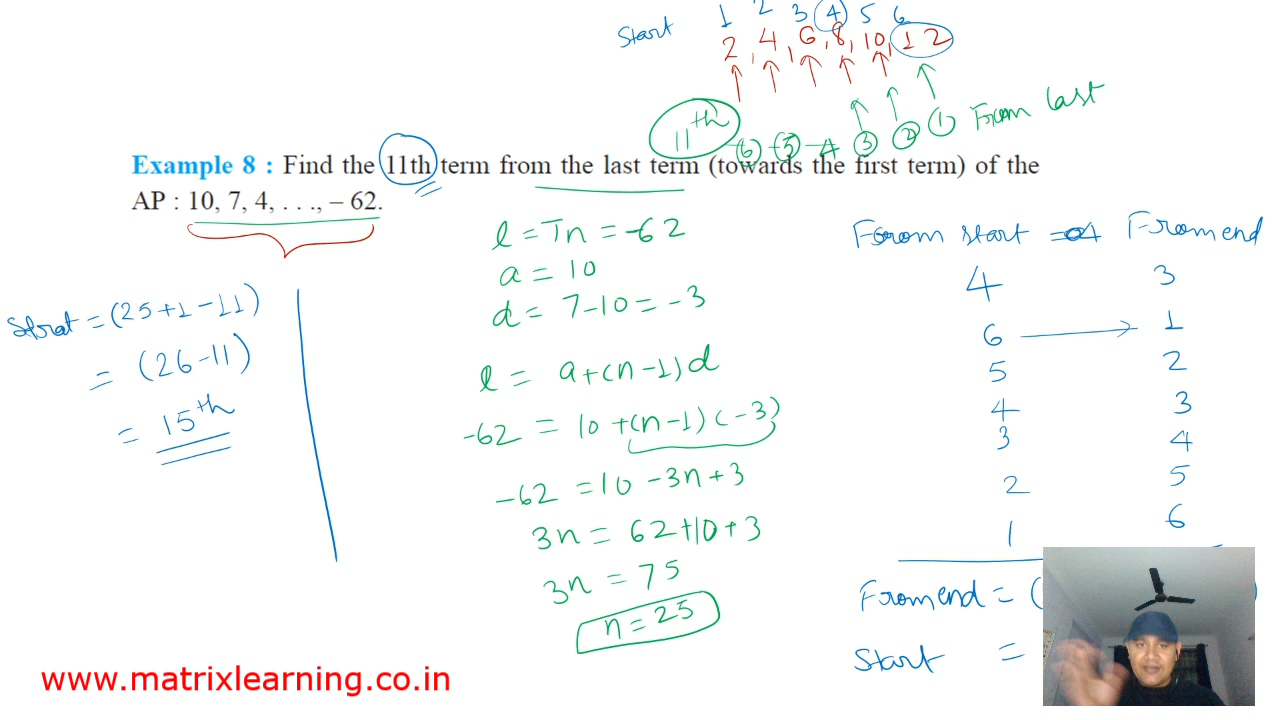 Start 1 2 3 4 5 6
2, 4, 6, 8, 10, 12
11th 6 5 4 3 2 1 From last
Example 8 : Find the 11th term from the last term (towards the first term) of the
AP : 10, 7, 4, . . ., – 62.
Strat = (25+1-11)
= (26-11)
= 15th
l = Tn = -62
a = 10
d = 7-10 = -3
l = a+(n-1)d
-62 = 10 +(n-1)(-3)
-62 = 10 -3n+3
3n = 62+10+3
3n = 75
n = 25
From start From end
4 3
6 1
5 2
4 3
3 4
2 5
1 6
From end = (
Start =
www.matrixlearning.co.in